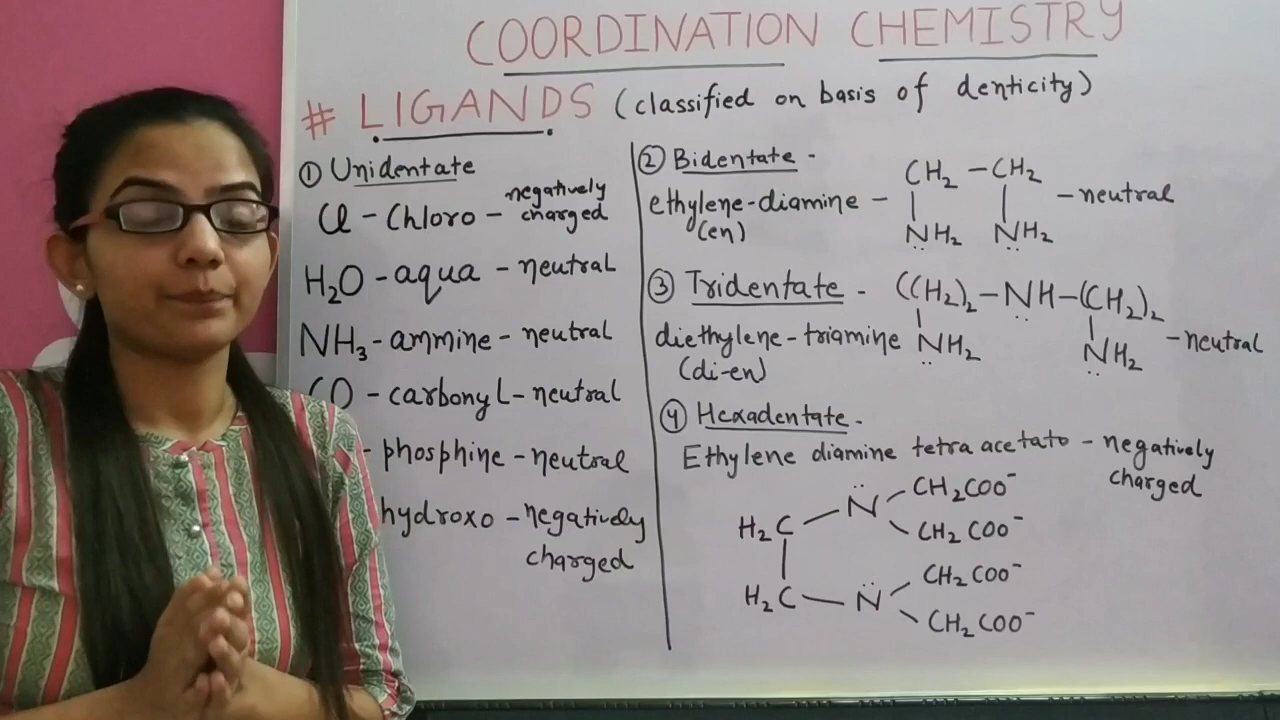 COORDINATION CHEMISTRY
# LIGANDS (classified on basis of denticity)
① Unidentate
Cl - Chloro - negatively charged
H₂O - aqua - neutral
NH₃ - ammine - neutral
CO - carbonyl - neutral
- phosphine - neutral
hydroxo - negatively
charged
② Bidentate -
CH₂ - CH₂
ethylene-diamine - - neutral
(en) NH₂ NH₂
③ Tridentate - (CH₂)₂ - NH - (CH₂)₂
diethylene-triamine NH₂ NH₂ - neutral
(di-en)
④ Hexadentate -
Ethylene diamine tetra acetato - negatively
charged
H₂C - N - CH₂COO⁻
CH₂COO⁻
H₂C - N - CH₂COO⁻
CH₂COO⁻